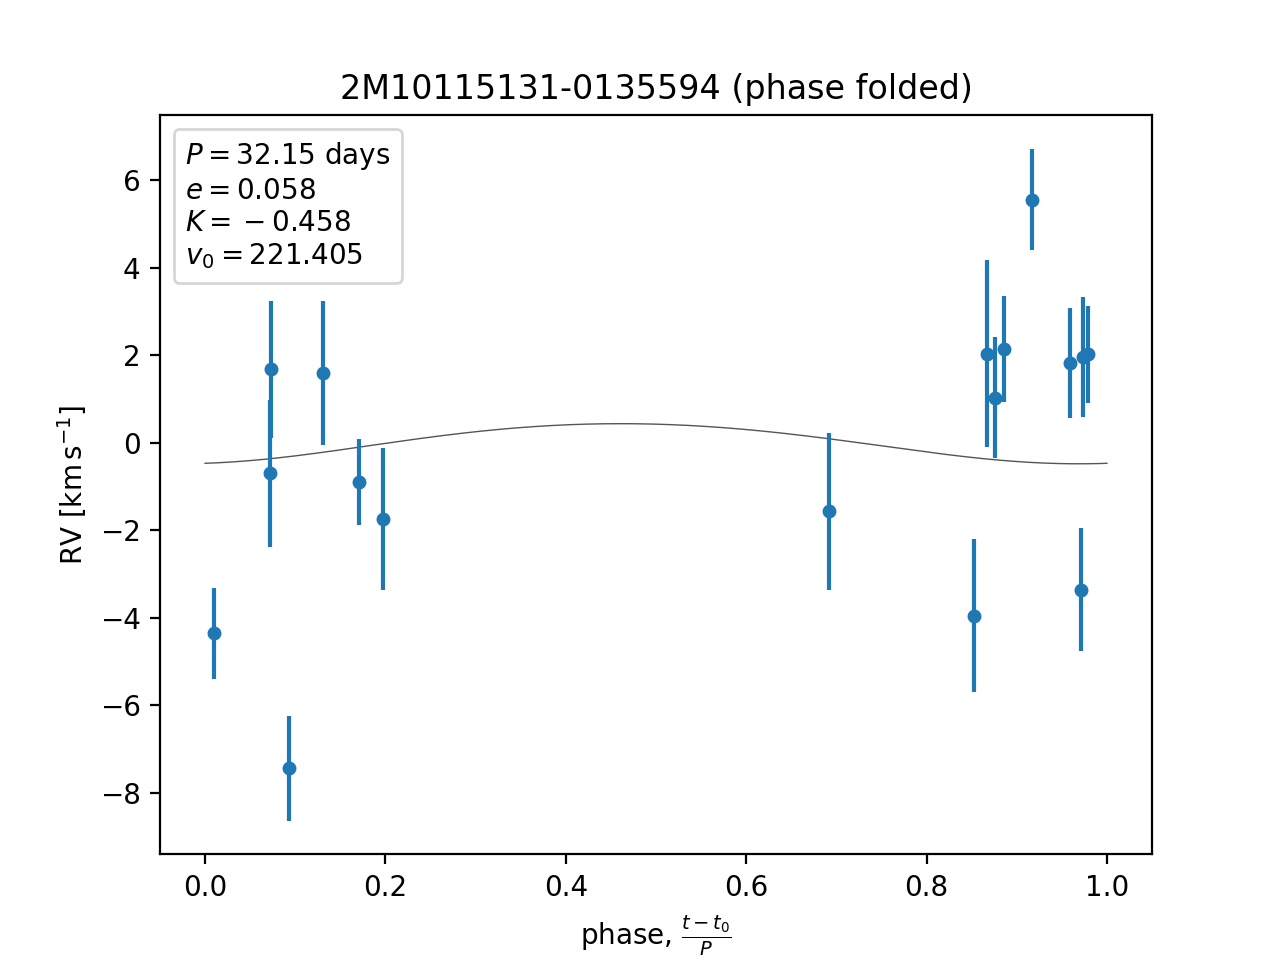 2M10115131-0135594 (phase folded)
P = 32.15 days
e = 0.058
K = −0.458
v₀ = 221.405
6
4
2
0
−2
−4
−6
−8
RV [km s⁻¹]
0.0 0.2 0.4 0.6 0.8 1.0
phase, (t − t₀)/P